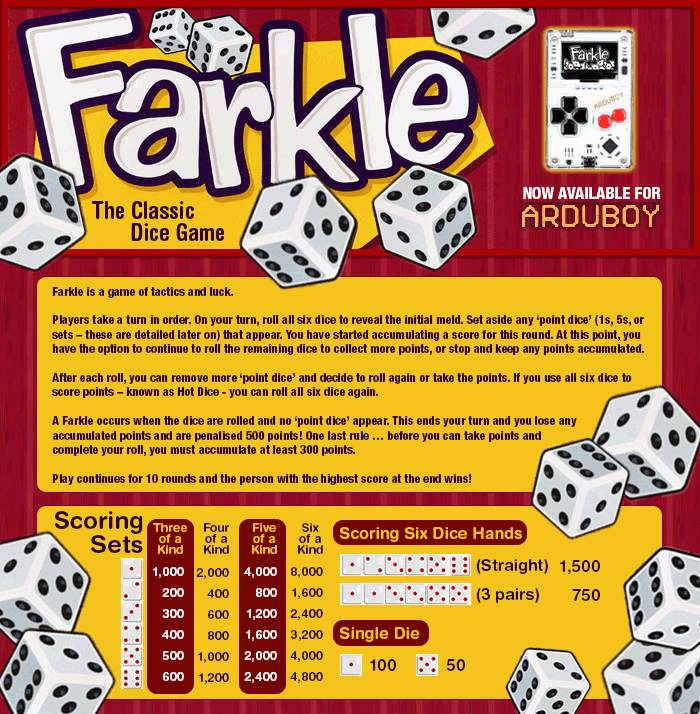 Farkle
The Classic
Dice Game
Farkle
ARDUBOY
NOW AVAILABLE FOR
ARDUBOY
Farkle is a game of tactics and luck.
Players take a turn in order. On your turn, roll all six dice to reveal the initial meld. Set aside any ‘point dice’ (1s, 5s, or
sets – these are detailed later on) that appear. You have started accumulating a score for this round. At this point, you
have the option to continue to roll the remaining dice to collect more points, or stop and keep any points accumulated.
After each roll, you can remove more ‘point dice’ and decide to roll again or take the points. If you use all six dice to
score points – known as Hot Dice - you can roll all six dice again.
A Farkle occurs when the dice are rolled and no ‘point dice’ appear. This ends your turn and you lose any
accumulated points and are penalised 500 points! One last rule ... before you can take points and
complete your roll, you must accumulate at least 300 points.
Play continues for 10 rounds and the person with the highest score at the end wins!
Scoring
Sets
Three
of a
Kind
Four
of a
Kind
Five
of a
Kind
Six
of a
Kind
1,000 2,000 4,000 8,000
200 400 800 1,600
300 600 1,200 2,400
400 800 1,600 3,200
500 1,000 2,000 4,000
600 1,200 2,400 4,800
Scoring Six Dice Hands
(Straight) 1,500
(3 pairs) 750
Single Die
100 50